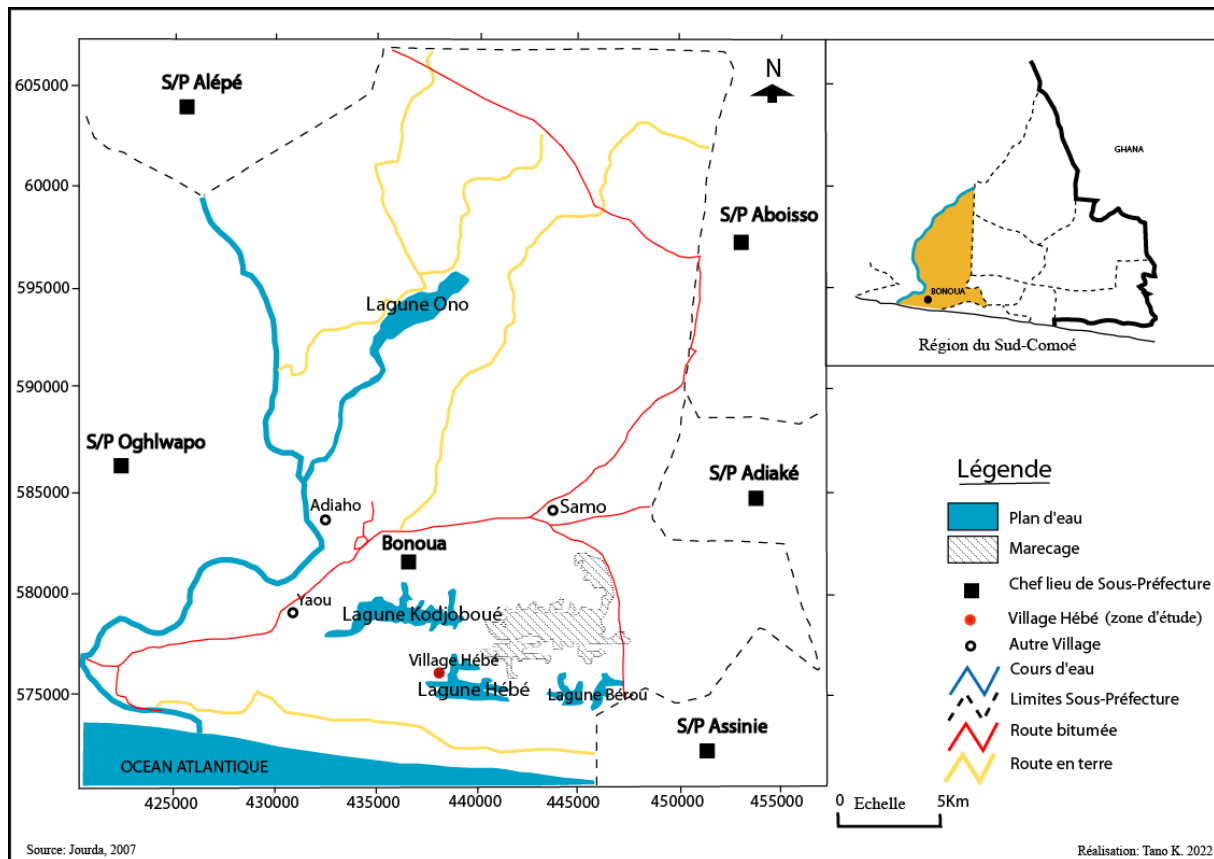 605000
600000
595000
590000
585000
580000
575000
425000
430000
435000
440000
445000
450000
455000
S/P Alépé
N
S/P Aboisso
Lagune Ono
S/P Oghlwapo
S/P Adiaké
Adiaho
Samo
Bonoua
Yaou
Lagune Kodjoboué
Village Hébé
Lagune Hébé
Lagune Bérou
S/P Assinie
OCEAN ATLANTIQUE
GHANA
BONOUA
Région du Sud-Comoé
Légende
Plan d'eau
Marecage
Chef lieu de Sous-Préfecture
Village Hébé (zone d'étude)
Autre Village
Cours d'eau
Limites Sous-Préfecture
Route bitumée
Route en terre
0 Echelle 5Km
Source: Jourda, 2007
Réalisation: Tano K. 2022